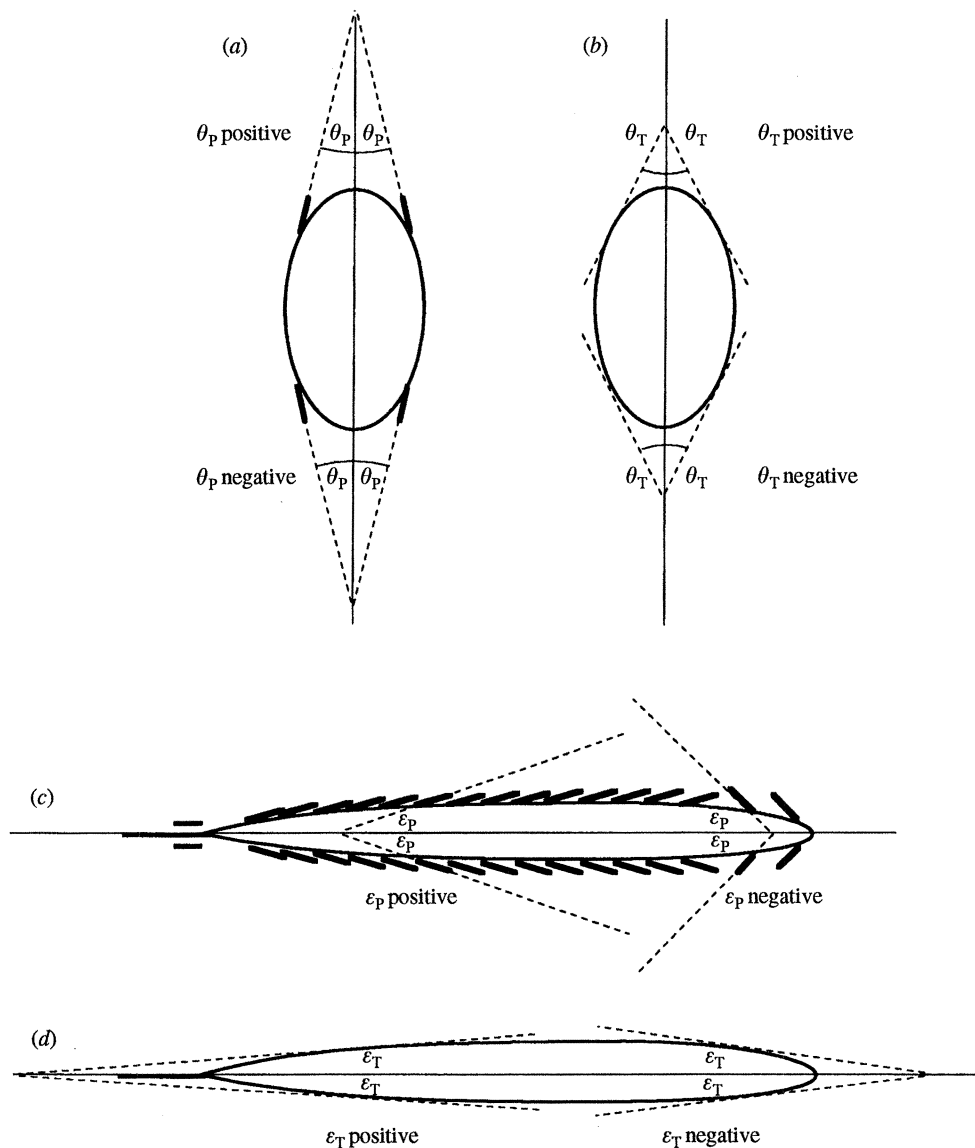 (a)
(b)
θP positive
θP θP
θT θT
θT positive
θP negative
θP θP
θT θT
θT negative
(c)
εP
εP
εP
εP
εP positive
εP negative
(d)
εT
εT
εT
εT
εT positive
εT negative